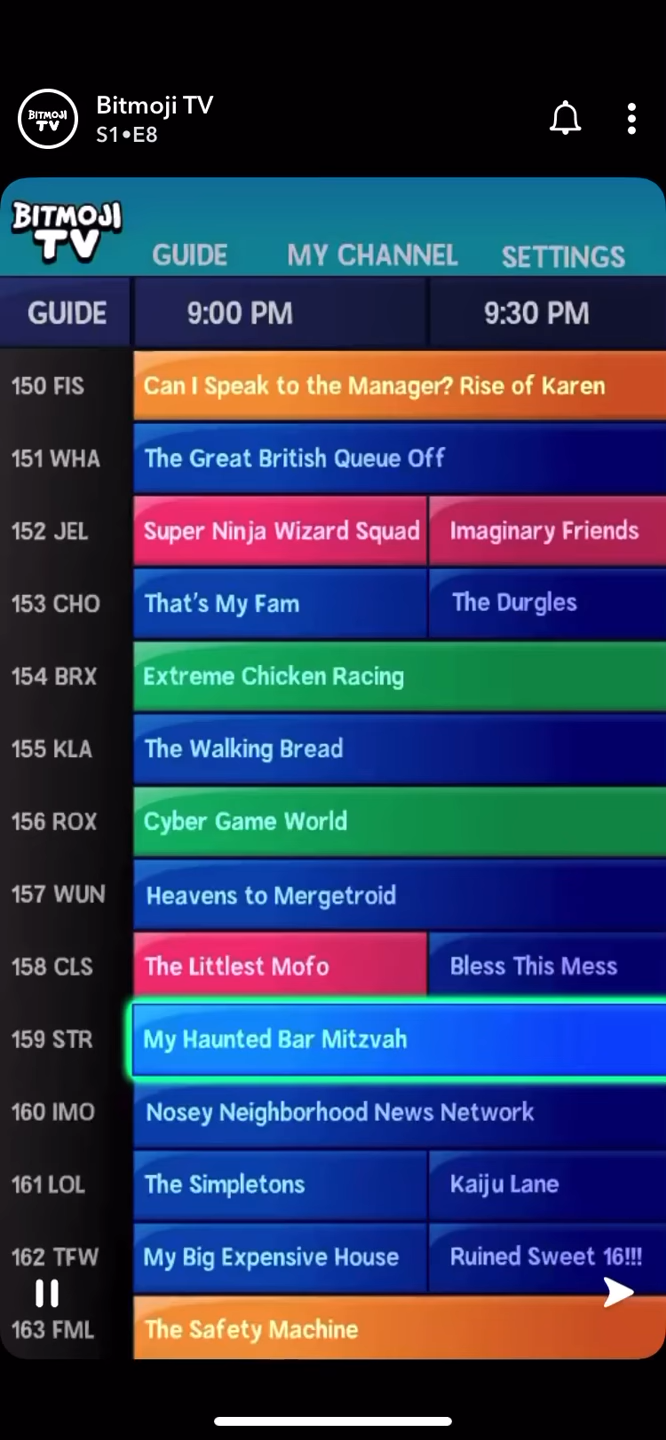 BITMOJI
TV
Bitmoji TV
S1•E8
BITMOJI
TV
GUIDE MY CHANNEL SETTINGS
GUIDE 9:00 PM 9:30 PM
150 FIS Can I Speak to the Manager? Rise of Karen
151 WHA The Great British Queue Off
152 JEL Super Ninja Wizard Squad Imaginary Friends
153 CHO That's My Fam The Durgles
154 BRX Extreme Chicken Racing
155 KLA The Walking Bread
156 ROX Cyber Game World
157 WUN Heavens to Mergetroid
158 CLS The Littlest Mofo Bless This Mess
159 STR My Haunted Bar Mitzvah
160 IMO Nosey Neighborhood News Network
161 LOL The Simpletons Kaiju Lane
162 TFW My Big Expensive House Ruined Sweet 16!!!
163 FML The Safety Machine